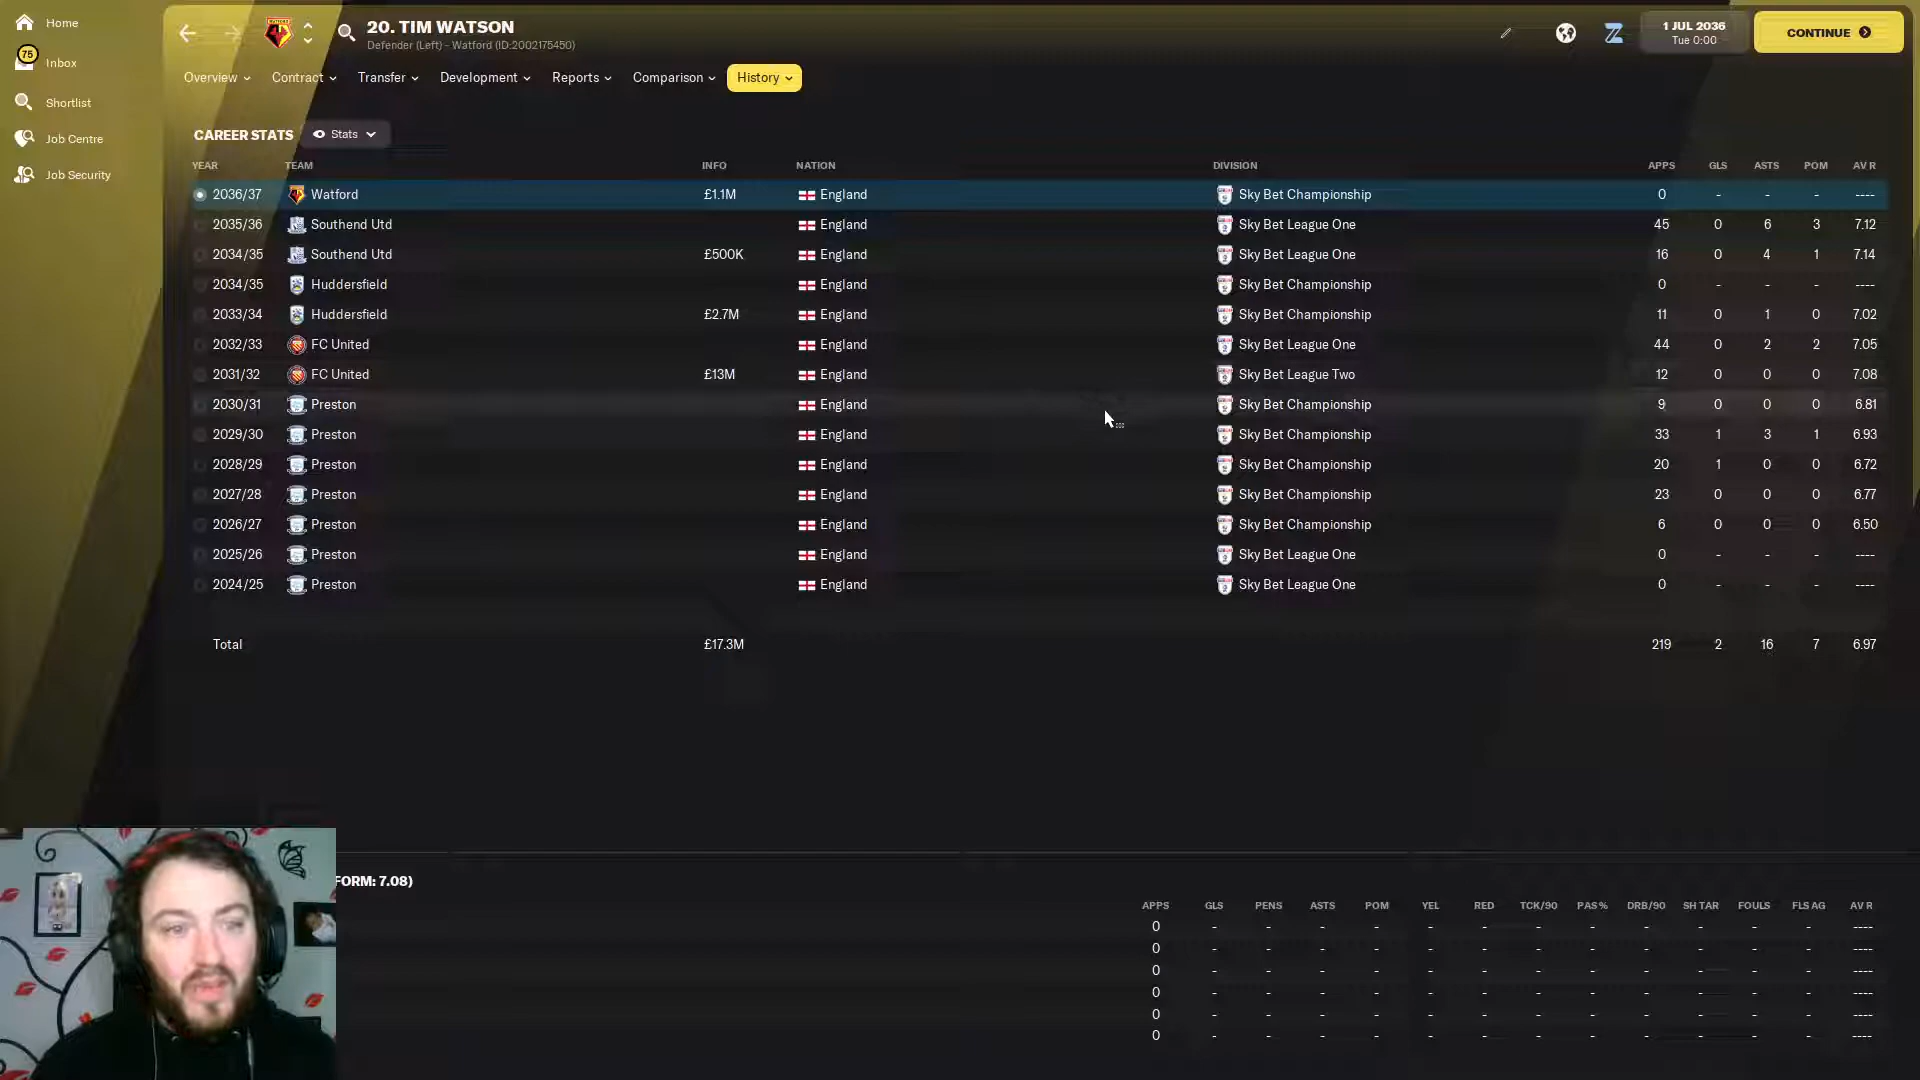 Home
75
Inbox
Shortlist
Job Centre
Job Security
20. TIM WATSON
Defender (Left) - Watford (ID:2002175450)
1 JUL 2036
Tue 0:00
CONTINUE
Overview Contract Transfer Development Reports Comparison History
CAREER STATS Stats
YEAR TEAM INFO NATION DIVISION APPS GLS ASTS POM AV R
2036/37 Watford £1.1M England Sky Bet Championship 0 - - - ----
2035/36 Southend Utd England Sky Bet League One 45 0 6 3 7.12
2034/35 Southend Utd £500K England Sky Bet League One 16 0 4 1 7.14
2034/35 Huddersfield England Sky Bet Championship 0 - - - ----
2033/34 Huddersfield £2.7M England Sky Bet Championship 11 0 1 0 7.02
2032/33 FC United England Sky Bet League One 44 0 2 2 7.05
2031/32 FC United £13M England Sky Bet League Two 12 0 0 0 7.08
2030/31 Preston England Sky Bet Championship 9 0 0 0 6.81
2029/30 Preston England Sky Bet Championship 33 1 3 1 6.93
2028/29 Preston England Sky Bet Championship 20 1 0 0 6.72
2027/28 Preston England Sky Bet Championship 23 0 0 0 6.77
2026/27 Preston England Sky Bet Championship 6 0 0 0 6.50
2025/26 Preston England Sky Bet League One 0 - - - ----
2024/25 Preston England Sky Bet League One 0 - - - ----
Total £17.3M 219 2 16 7 6.97
FORM: 7.08)
APPS GLS PENS ASTS POM YEL RED TCK/90 PAS % DRB/90 SH TAR FOULS FLS AG AV R
0 - - - - - - - - - - - - ----
0 - - - - - - - - - - - - ----
0 - - - - - - - - - - - - ----
0 - - - - - - - - - - - - ----
0 - - - - - - - - - - - - ----
0 - - - - - - - - - - - - ----